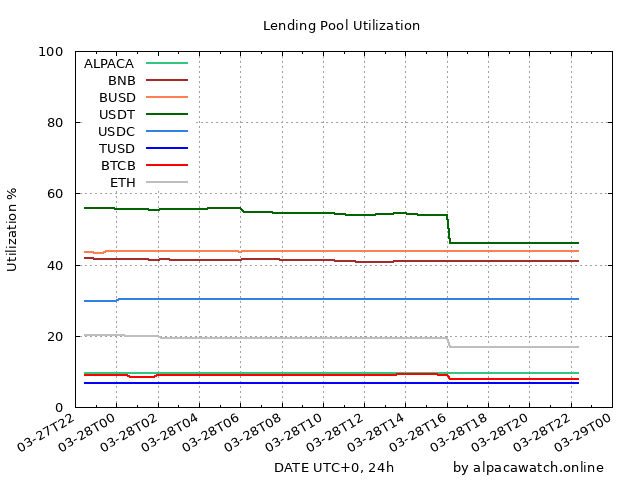 Lending Pool Utilization
100
80
60
40
20
0
Utilization %
ALPACA
BNB
BUSD
USDT
USDC
TUSD
BTCB
ETH
03-27T22
03-28T00
03-28T02
03-28T04
03-28T06
03-28T08
03-28T10
03-28T12
03-28T14
03-28T16
03-28T18
03-28T20
03-28T22
03-29T00
DATE UTC+0, 24h
by alpacawatch.online